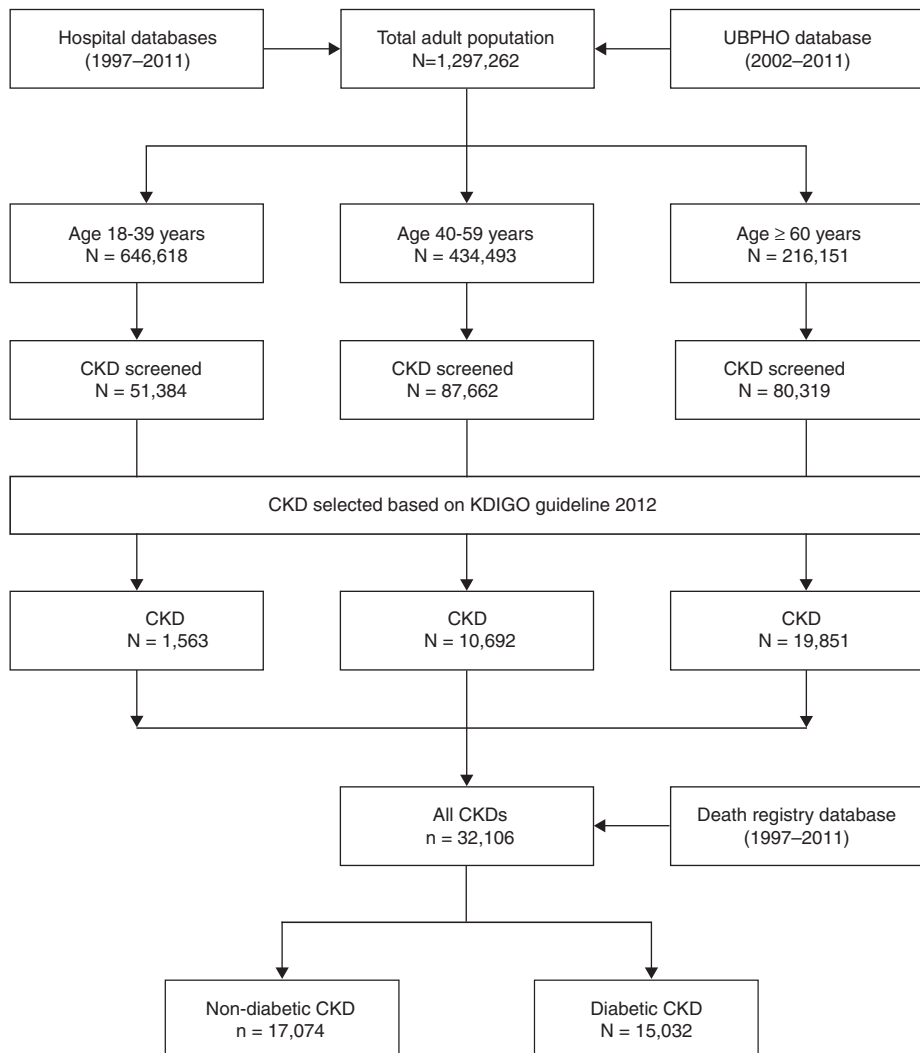 Hospital databases
(1997–2011)
Total adult population
N=1,297,262
UBPHO database
(2002–2011)
Age 18-39 years
N = 646,618
Age 40-59 years
N = 434,493
Age ≥ 60 years
N = 216,151
CKD screened
N = 51,384
CKD screened
N = 87,662
CKD screened
N = 80,319
CKD selected based on KDIGO guideline 2012
CKD
N = 1,563
CKD
N = 10,692
CKD
N = 19,851
All CKDs
n = 32,106
Death registry database
(1997–2011)
Non-diabetic CKD
n = 17,074
Diabetic CKD
N = 15,032